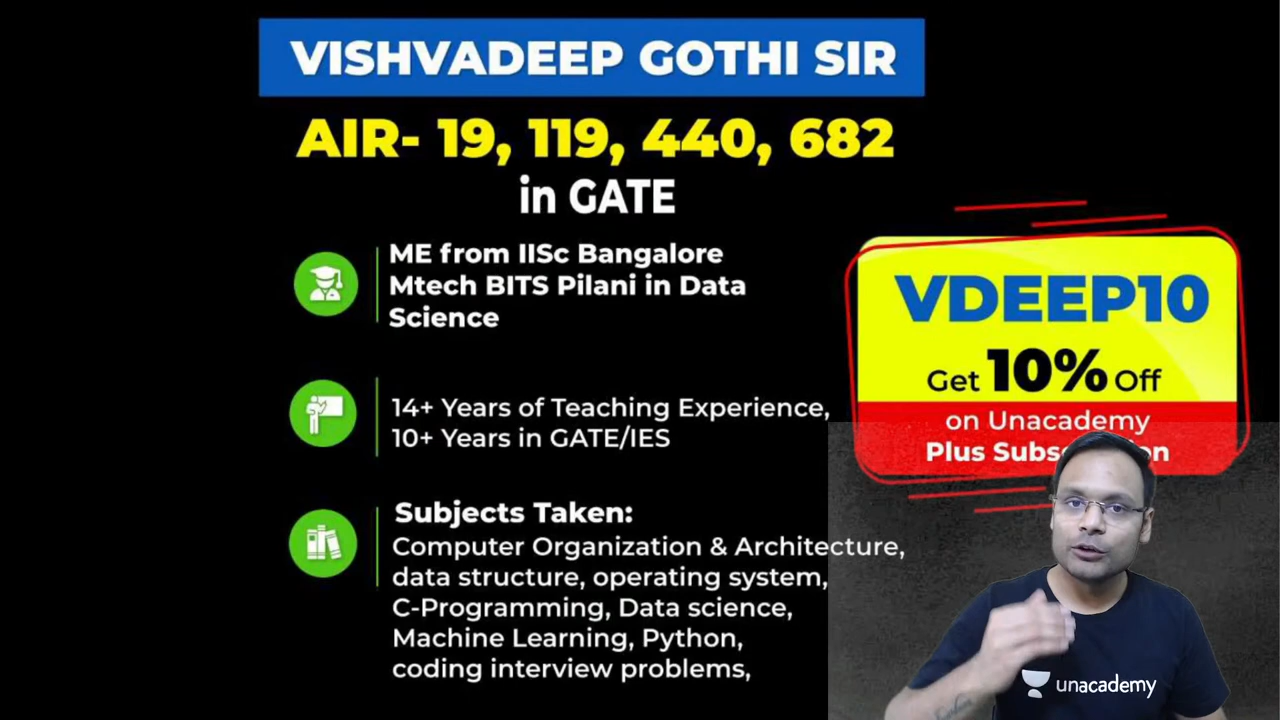 VISHVADEEP GOTHI SIR
AIR- 19, 119, 440, 682
in GATE
ME from IISc Bangalore
Mtech BITS Pilani in Data
Science
14+ Years of Teaching Experience,
10+ Years in GATE/IES
Subjects Taken:
Computer Organization & Architecture,
data structure, operating system,
C-Programming, Data science,
Machine Learning, Python,
coding interview problems,
VDEEP10
Get 10% Off
on Unacademy
Plus
unacademy